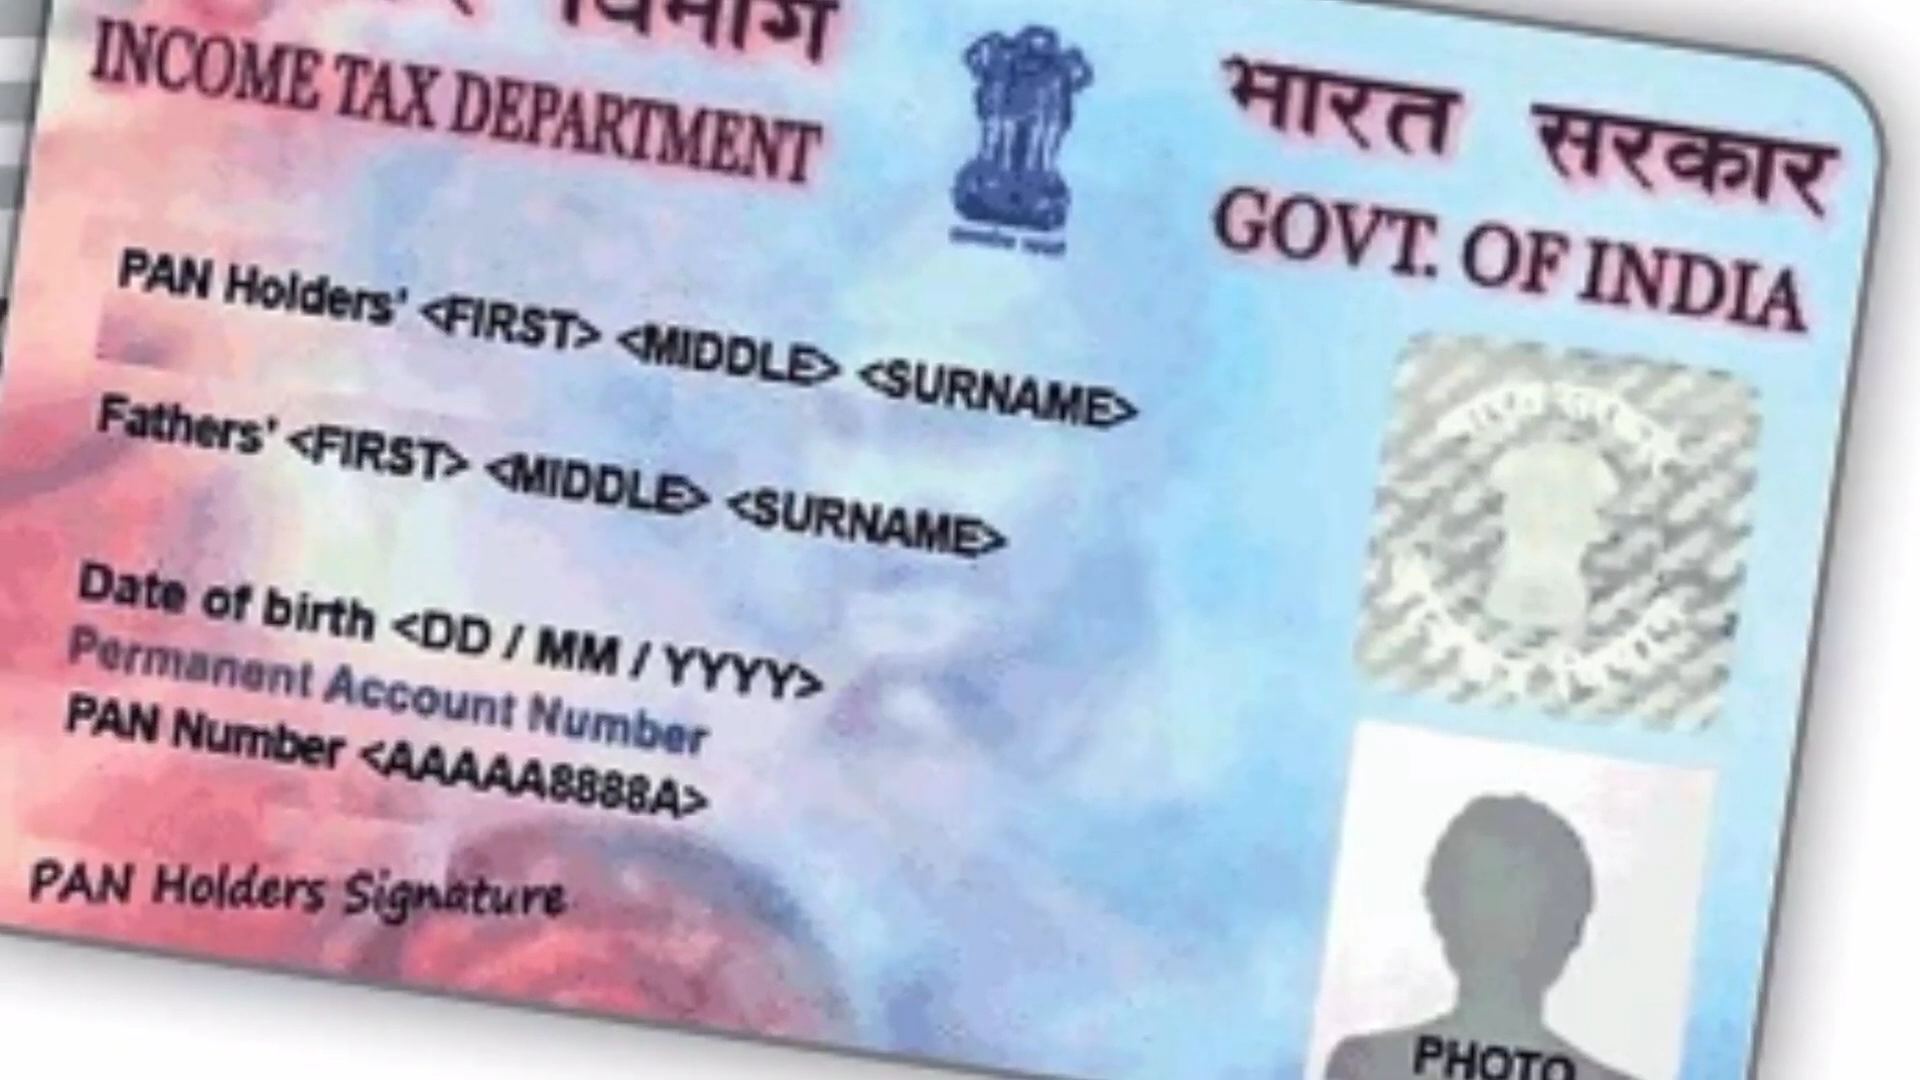 विभाग
INCOME TAX DEPARTMENT
भारत सरकार
GOVT. OF INDIA
PAN Holders' <FIRST> <MIDDLE> <SURNAME>
Fathers' <FIRST> <MIDDLE> <SURNAME>
Date of birth <DD / MM / YYYY>
Permanent Account Number
PAN Number <AAAAA8888A>
PAN Holders Signature
PHOTO